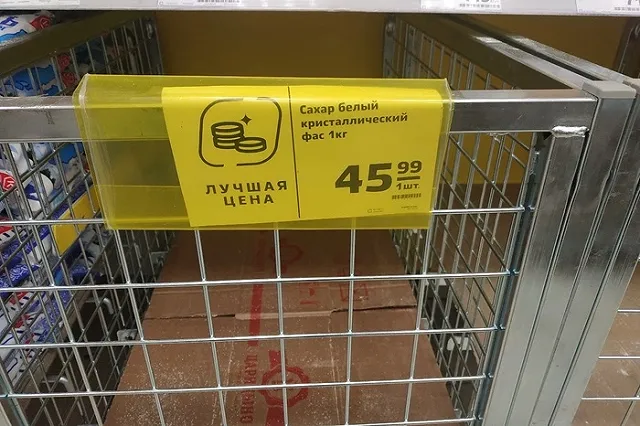 ЛУЧШАЯ
ЦЕНА
Сахар белый
кристаллический
фас 1кг
45 99
1шт.